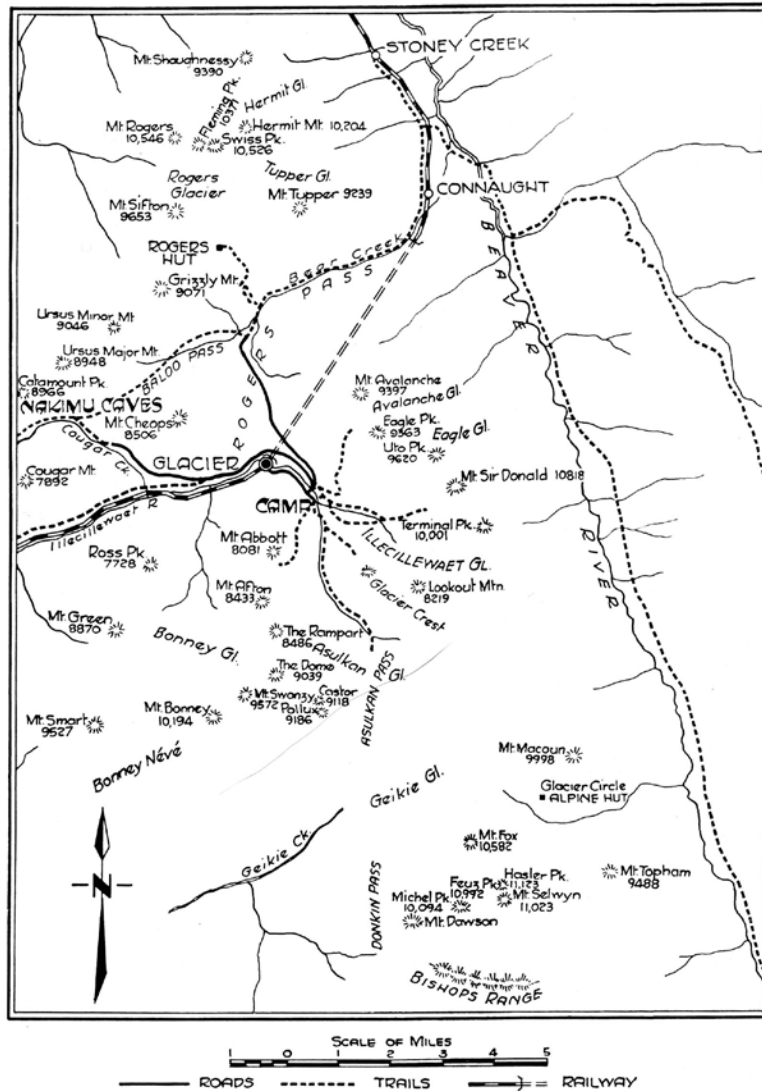 STONEY CREEK
Mt. Shaughnessy
9390
Hermit Gl.
Fleming Pk.
10371
Mt. Rogers
10,546
Hermit Mt. 10,204
Swiss Pk.
10,526
Rogers
Glacier
Tupper Gl.
Mt. Tupper 9239
CONNAUGHT
Mt. Sifton
9653
ROGERS
HUT
Bear Creek
PASS
Grizzly Mt.
9071
BEAVER
Ursus Minor Mt
9046
Ursus Major Mt.
8948
BALOO PASS
ROGERS
Catamount Pk.
8966
Mt. Avalanche
9397
Avalanche Gl.
NAKIMU CAVES
Mt. Cheops
8506
Eagle Pk.
9363
Eagle Gl.
Uto Pk.
9620
Cougar Ck.
GLACIER
Cougar Mt.
7892
Mt. Sir Donald 10818
CAMP
Illecillewaet R
Terminal Pk.
10,001
RIVER
Mt. Abbott
8081
ILLECILLEWAET GL.
Ross Pk.
7728
Lookout Mtn.
8219
Glacier Crest
Mt. Afton
8433
Mt. Green
8870
The Rampart
8486
Bonney Gl.
Asulkan Gl.
The Dome
9039
ASULKAN PASS
Mt. Swanzy
9572
Castor
9118
Pollux
9186
Mt. Smart
9527
Mt. Bonney
10,194
Mt. Macoun
9998
Bonney Névé
Geikie Gl.
Glacier Circle
ALPINE HUT
Geikie Ck.
Mt. Fox
10,582
N
Hasler Pk.
11,123
Feuz Pk.
10,992
Mt. Topham
9488
Mt. Selwyn
11,023
Michel Pk.
10,094
Mt. Dawson
DONKIN PASS
BISHOPS RANGE
SCALE OF MILES
1 0 1 2 3 4 5
ROADS TRAILS RAILWAY